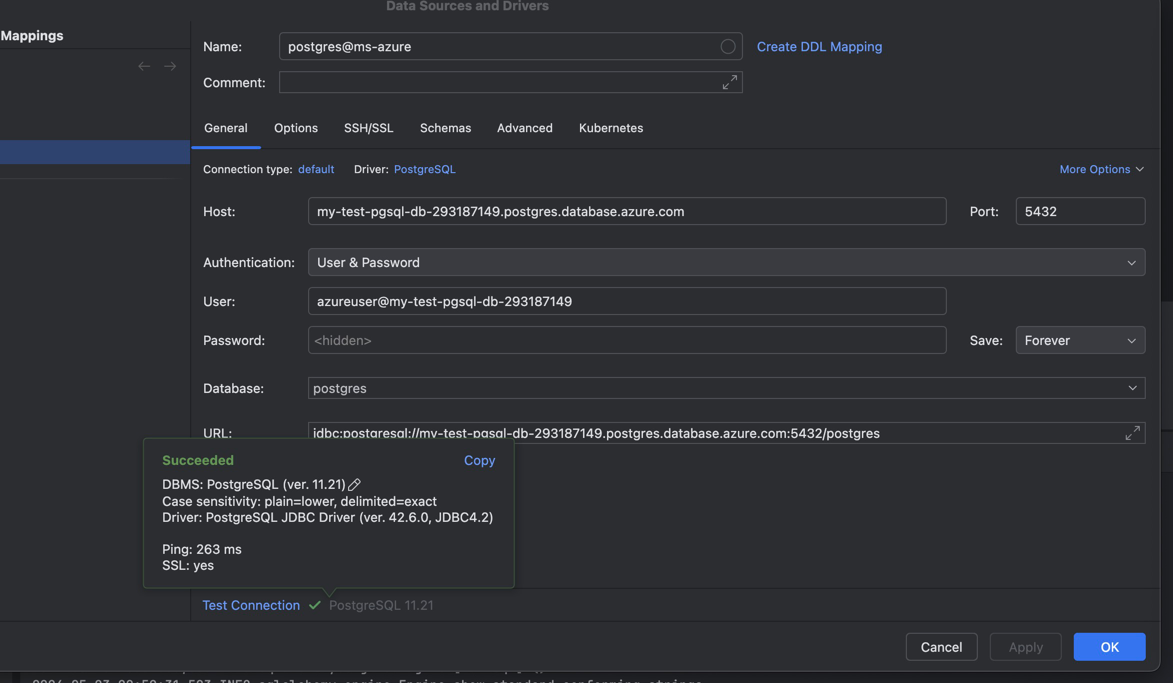 Data Sources and Drivers
Mappings
Name: postgres@ms-azure Create DDL Mapping
Comment:
General Options SSH/SSL Schemas Advanced Kubernetes
Connection type: default Driver: PostgreSQL More Options
Host: my-test-pgsql-db-293187149.postgres.database.azure.com Port: 5432
Authentication: User & Password
User: azureuser@my-test-pgsql-db-293187149
Password: <hidden> Save: Forever
Database: postgres
URL: jdbc:postgresql://my-test-pgsql-db-293187149.postgres.database.azure.com:5432/postgres
Succeeded Copy
DBMS: PostgreSQL (ver. 11.21)
Case sensitivity: plain=lower, delimited=exact
Driver: PostgreSQL JDBC Driver (ver. 42.6.0, JDBC4.2)
Ping: 263 ms
SSL: yes
Test Connection PostgreSQL 11.21
Cancel Apply OK